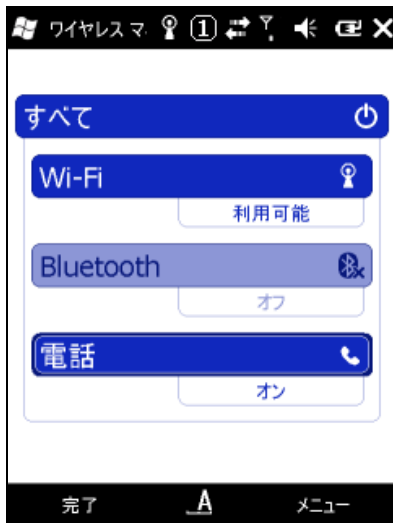 ワイヤレス マ
1
すべて
Wi-Fi
利用可能
Bluetooth
オフ
電話
オン
完了
A
メニュー